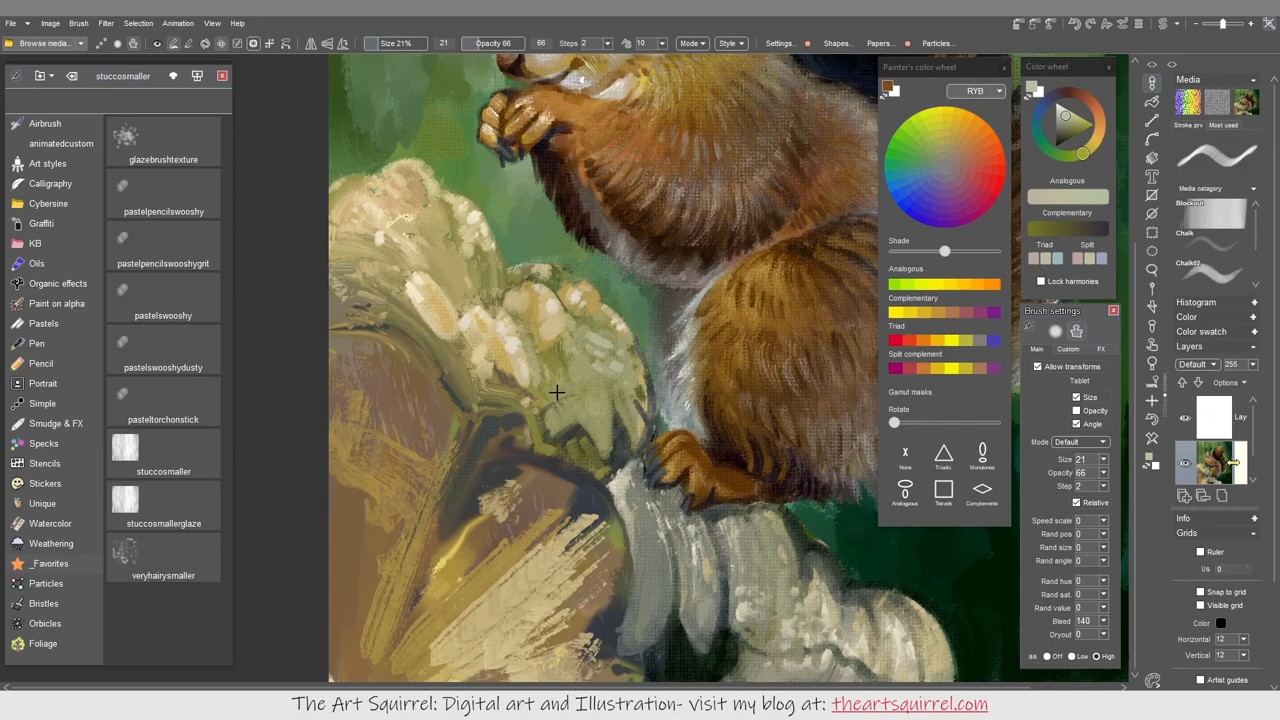 File Image Brush Filter Selection Animation View Help
Browse media... Size 21% 21 Opacity 66 66 Steps 2 10 Mode Style Settings... Shapes... Papers... Particles...
stuccosmaller
Airbrush
animatedcustom
Art styles
Calligraphy
Cybersine
Graffiti
KB
Oils
Organic effects
Paint on alpha
Pastels
Pen
Pencil
Portrait
Simple
Smudge & FX
Specks
Stencils
Stickers
Unique
Watercolor
Weathering
_Favorites
Particles
Bristles
Orbicles
Foliage
glazebrushtexture
pastelpencilswooshy
pastelpencilswooshygrit
pastelswooshy
pastelswooshydusty
pasteltorchonstick
stuccosmaller
stuccosmallerglaze
veryhairysmaller
Painter's color wheel x
RYB
Shade
Analogous
Complementary
Triad
Split complement
Gamut masks
Rotate
None Triadic Monotones
Analogous Tetrads Complements
Color wheel x
Analogous
Complementary
Triad Split
Lock harmonies
Brush settings x
Main Custom FX
Allow transforms
Tablet
Size
Opacity
Angle
Mode Default
Size 21
Opacity 66
Step 2
Relative
Speed scale 0
Rand pos 0
Rand size 0
Rand angle 0
Rand hue 0
Rand sat. 0
Rand value 0
Bleed 140
Dryout 0
aa Off Low High
Media
Stroke prv Most used
Media catagory
Blockout
Chalk
Chalk02
Histogram
Color
Color swatch
Layers
Default 255
Options
Lay
Info
Grids
Ruler
Us 0
Snap to grid
Visible grid
Color
Horizontal 12
Vertical 12
Artist guides
The Art Squirrel: Digital art and Illustration- visit my blog at: theartsquirrel.com